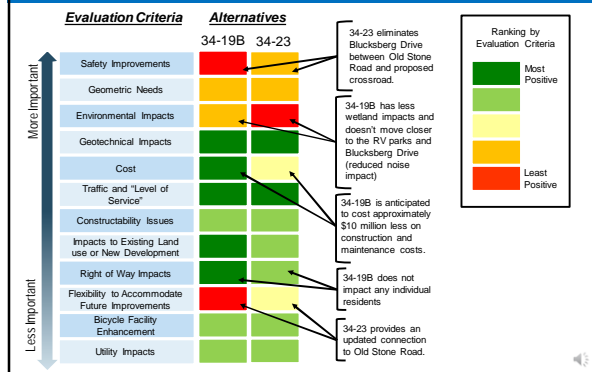 Evaluation Criteria
Alternatives
34-19B 34-23
More Important
Less Important
Safety Improvements
Geometric Needs
Environmental Impacts
Geotechnical Impacts
Cost
Traffic and “Level of
Service”
Constructability Issues
Impacts to Existing Land
use or New Development
Right of Way Impacts
Flexibility to Accommodate
Future Improvements
Bicycle Facility
Enhancement
Utility Impacts
34-23 eliminates
Blucksberg Drive
between Old Stone
Road and proposed
crossroad.
34-19B has less
wetland impacts and
doesn’t move closer
to the RV parks and
Blucksberg Drive
(reduced noise
impact)
34-19B is anticipated
to cost approximately
$10 million less on
construction and
maintenance costs.
34-19B does not
impact any individual
residents
34-23 provides an
updated connection
to Old Stone Road.
Ranking by
Evaluation Criteria
Most
Positive
Least
Positive